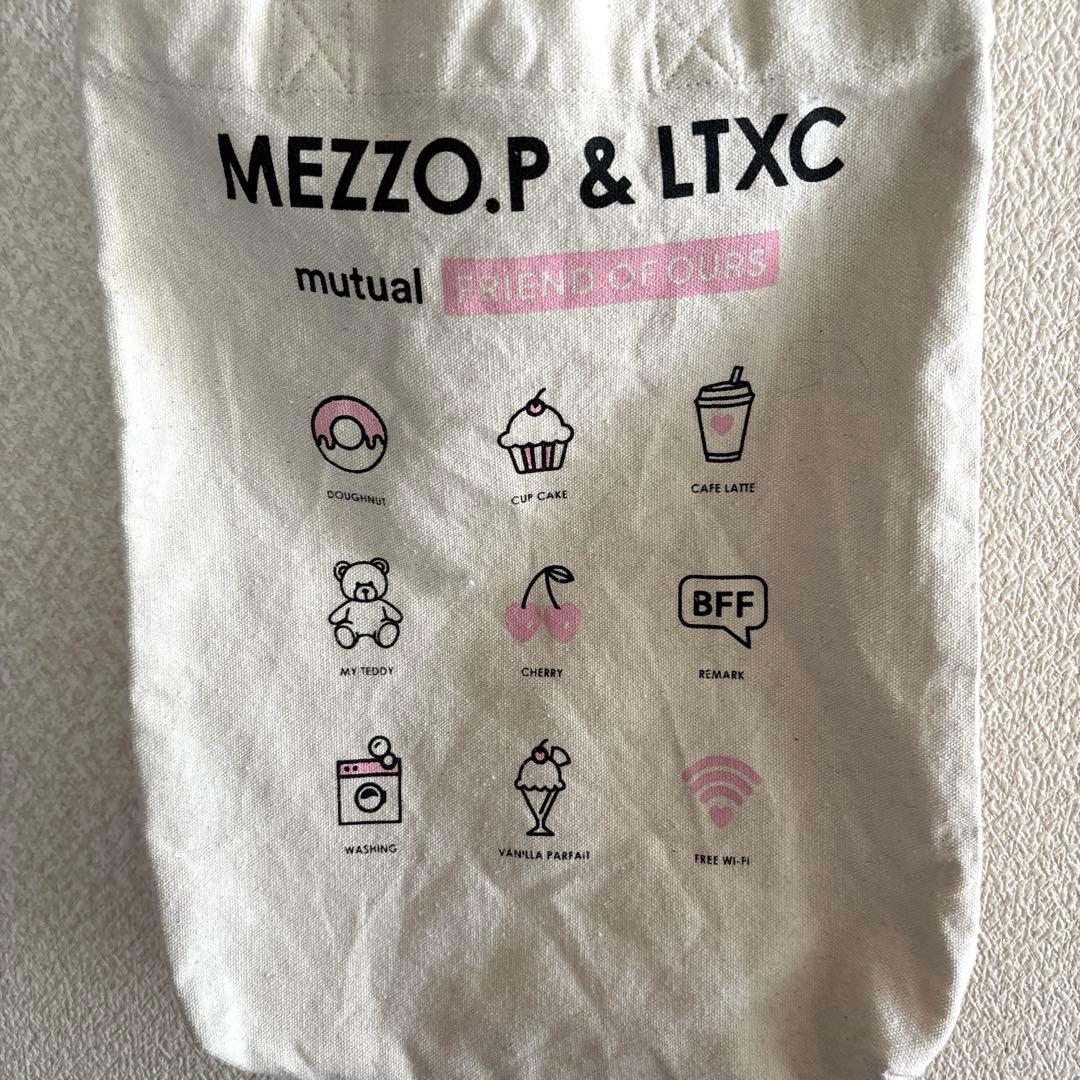 MEZZO.P & LTXC
mutual FRIEND OF OURS
DOUGHNUT
CUP CAKE
CAFE LATTE
MY TEDDY
CHERRY
BFF
REMARK
WASHING
VANILLA PARFAIT
FREE WI-FI